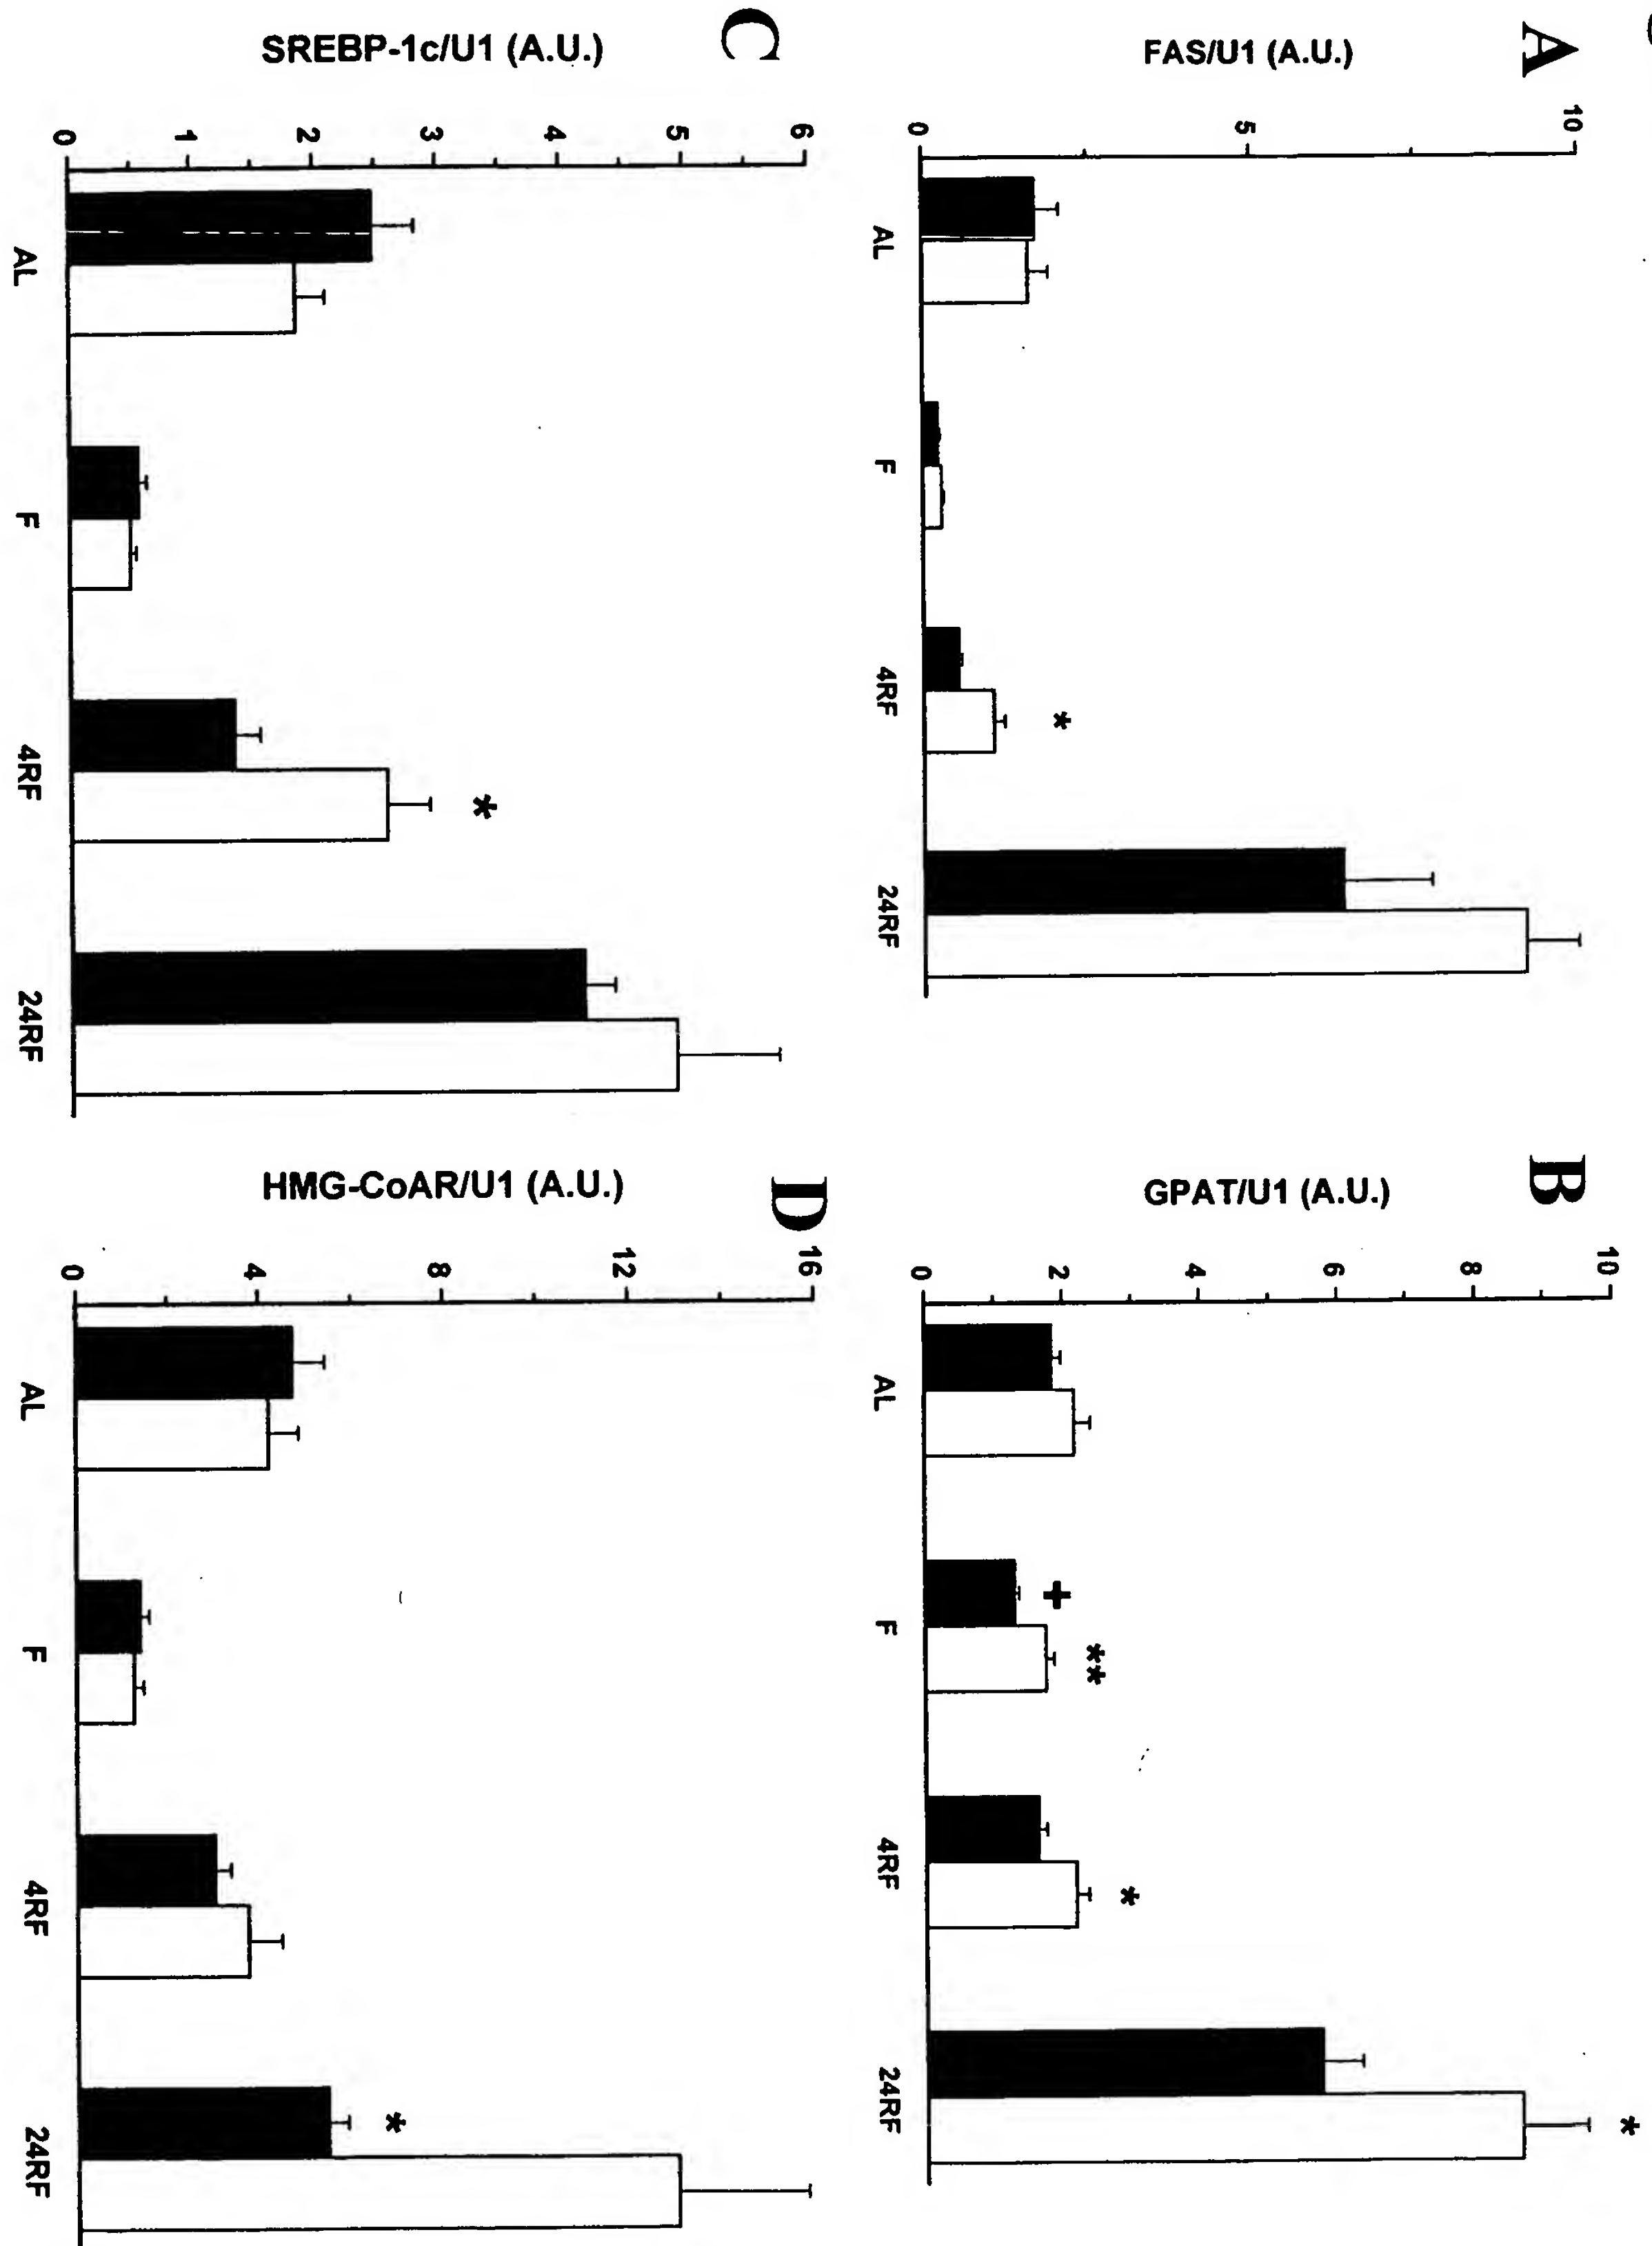 A
FAS/U1 (A.U.)
10
5
0
AL
F
4RF
24RF
*
B
GPAT/U1 (A.U.)
10
8
6
4
2
0
AL
F
4RF
24RF
+
**
*
*
C
SREBP-1c/U1 (A.U.)
6
5
4
3
2
1
0
AL
F
4RF
24RF
*
D
HMG-CoAR/U1 (A.U.)
16
12
8
4
0
AL
F
4RF
24RF
*